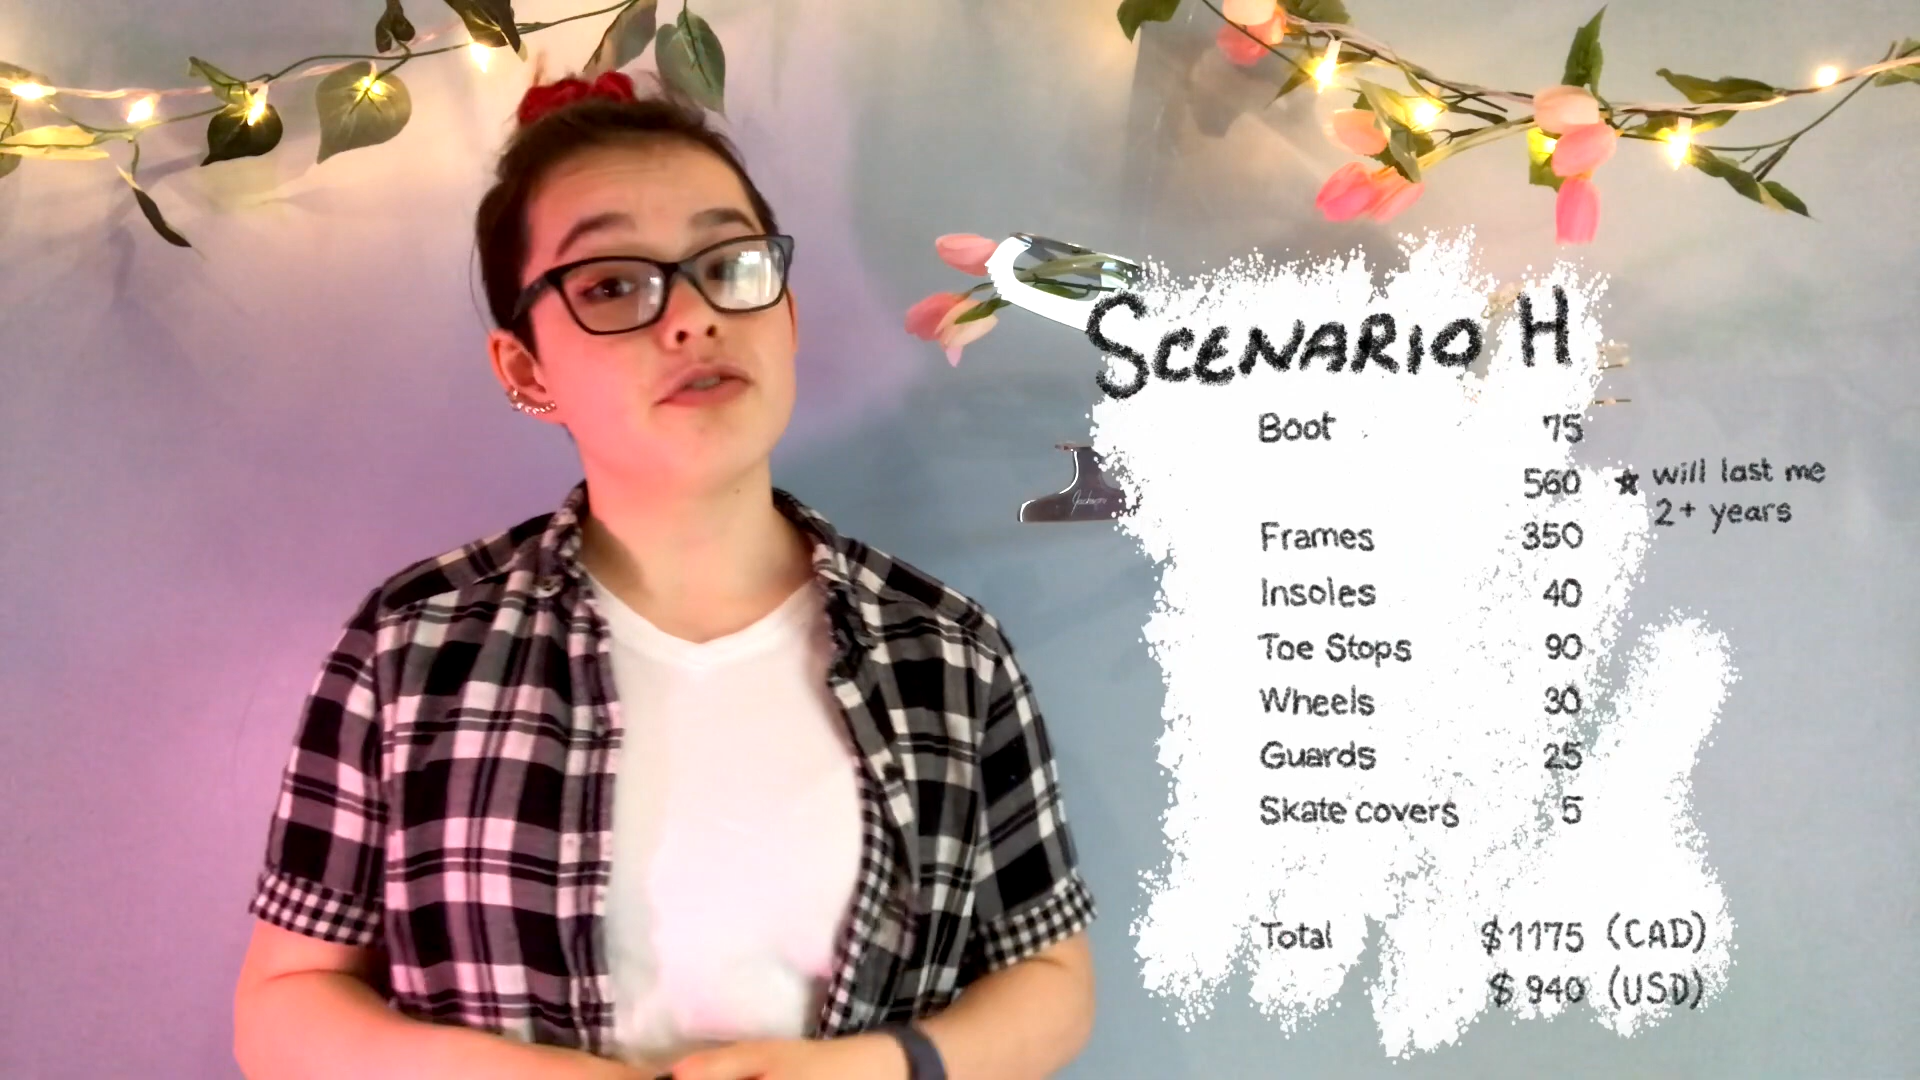 SCENARIO H
Boot 75
560 ★ will last me
2+ years
Frames 350
Insoles 40
Toe Stops 90
Wheels 30
Guards 25
Skate covers 5
Total $1175 (CAD)
$940 (USD)
Jackson